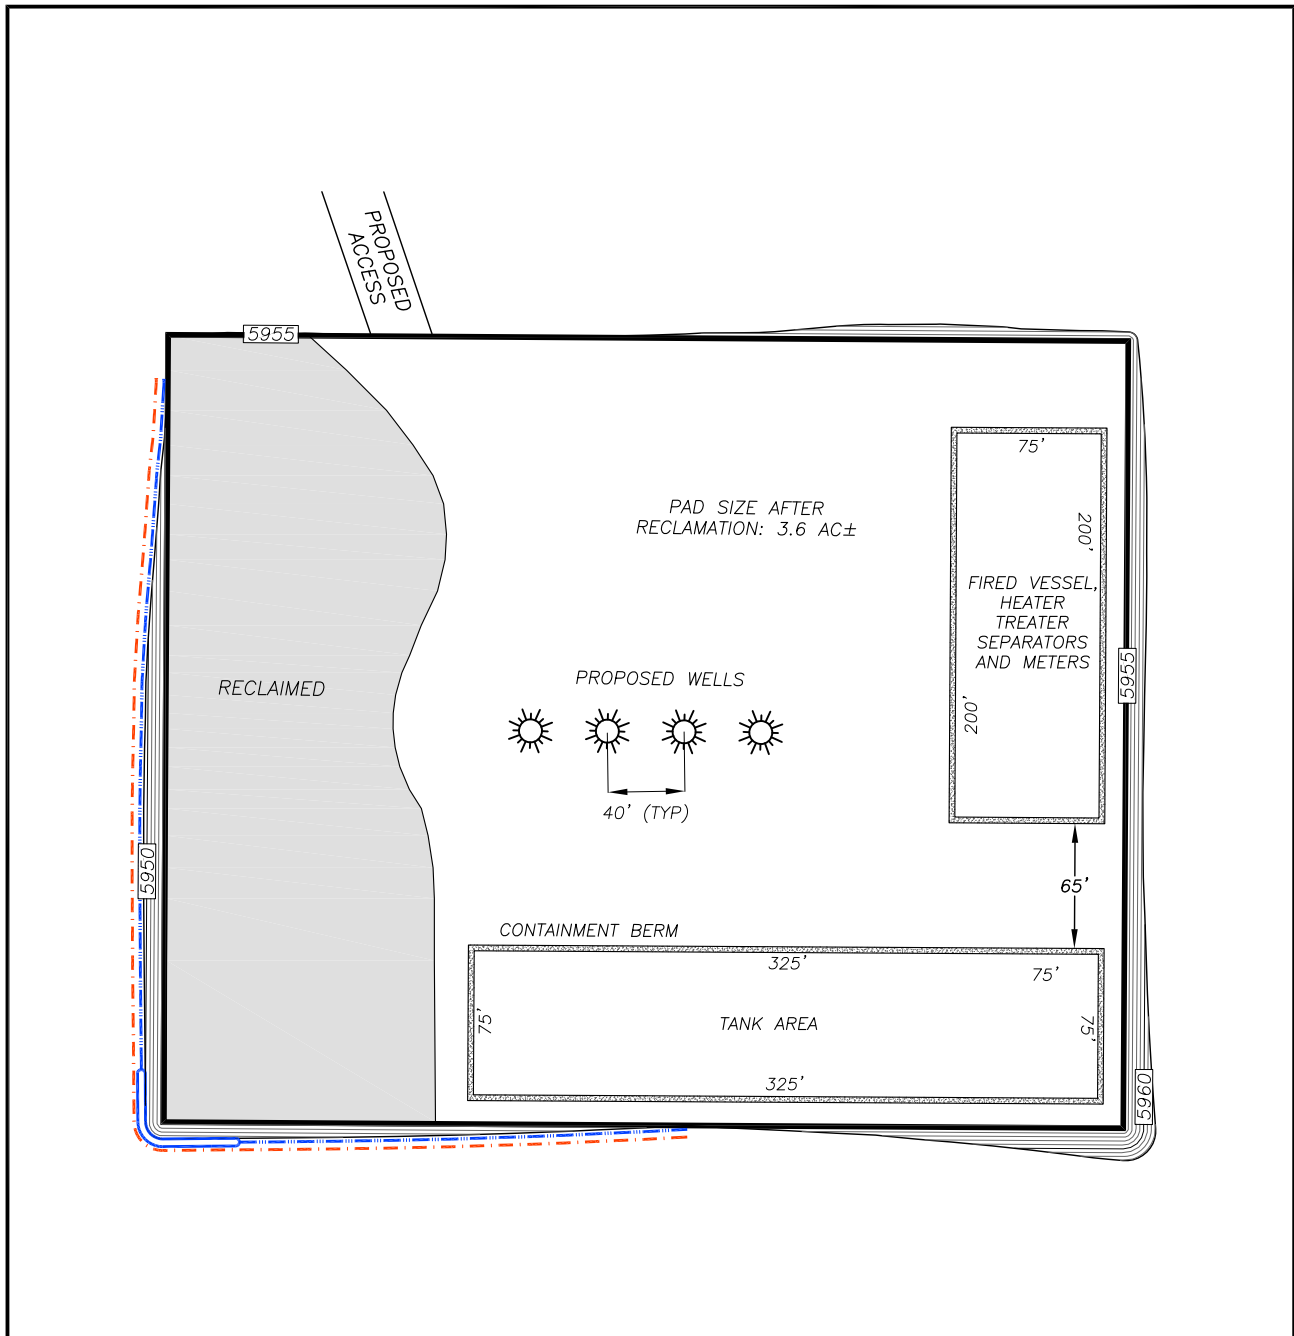 PROPOSED
ACCESS
5955
75'
PAD SIZE AFTER
RECLAMATION: 3.6 AC±
200'
FIRED VESSEL,
HEATER
TREATER
SEPARATORS
AND METERS
5955
RECLAIMED
PROPOSED WELLS
200'
40' (TYP)
5950
65'
CONTAINMENT BERM
325'
75'
75'
TANK AREA
75'
325'
5960